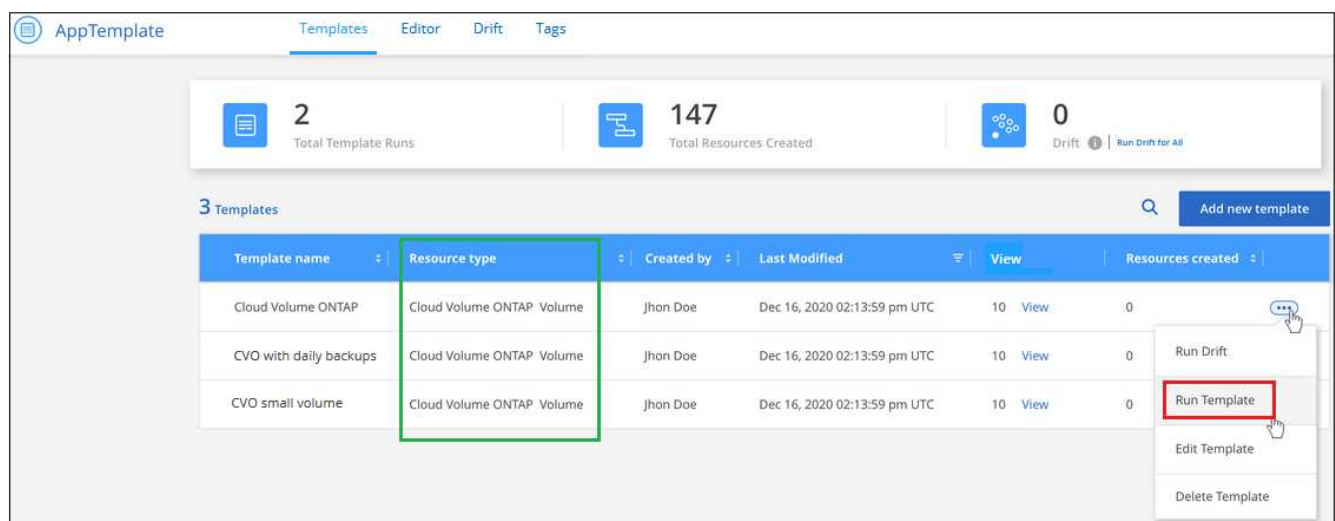 AppTemplate Templates Editor Drift Tags
2 147 0
Total Template Runs Total Resources Created Drift Run Drift for All
3 Templates Add new template
Template name Resource type Created by Last Modified View Resources created
Cloud Volume ONTAP Cloud Volume ONTAP Volume Jhon Doe Dec 16, 2020 02:13:59 pm UTC 10 View 0
Run Drift
CVO with daily backups Cloud Volume ONTAP Volume Jhon Doe Dec 16, 2020 02:13:59 pm UTC 10 View 0
CVO small volume Cloud Volume ONTAP Volume Jhon Doe Dec 16, 2020 02:13:59 pm UTC 10 View 0 Run Template
Edit Template
Delete Template